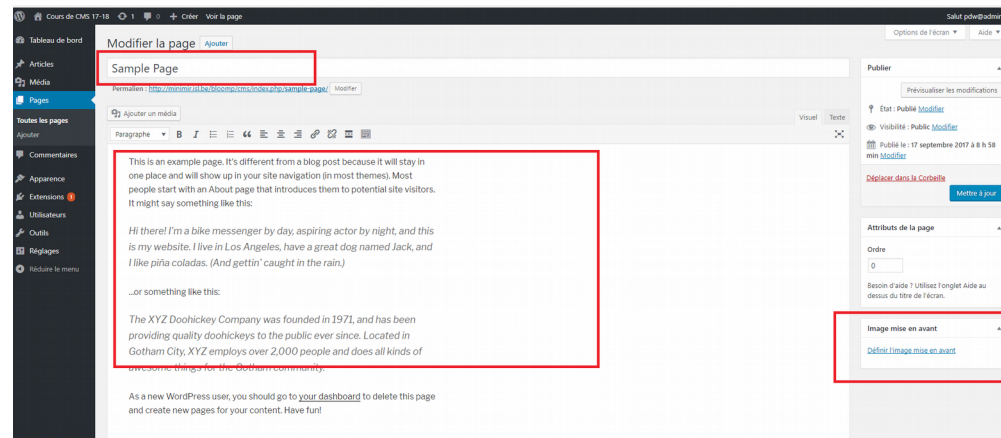 Cours de CMS 17-18 1 0 + Créer Voir la page Salut pdw@admin
Options de l'écran ▼ Aide ▼
Tableau de bord
Articles
Média
Pages
Toutes les pages
Ajouter
Commentaires
Apparence
Extensions 1
Utilisateurs
Outils
Réglages
Réduire le menu
Modifier la page Ajouter
Sample Page
Permalien : http://minimir.isl.be/bloomp/cms/index.php/sample-page/ Modifier
Ajouter un média
Visuel Texte
Paragraphe ▼ B I
This is an example page. It's different from a blog post because it will stay in
one place and will show up in your site navigation (in most themes). Most
people start with an About page that introduces them to potential site visitors.
It might say something like this:
Hi there! I'm a bike messenger by day, aspiring actor by night, and this
is my website. I live in Los Angeles, have a great dog named Jack, and
I like piña coladas. (And gettin' caught in the rain.)
...or something like this:
The XYZ Doohickey Company was founded in 1971, and has been
providing quality doohickeys to the public ever since. Located in
Gotham City, XYZ employs over 2,000 people and does all kinds of
awesome things for the Gotham community.
As a new WordPress user, you should go to your dashboard to delete this page
and create new pages for your content. Have fun!
Publier
Prévisualiser les modifications
État : Publié Modifier
Visibilité : Public Modifier
Publié le : 17 septembre 2017 à 8 h 58
min Modifier
Déplacer dans la Corbeille
Mettre à jour
Attributs de la page
Ordre
0
Besoin d'aide ? Utilisez l'onglet Aide au
dessus du titre de l'écran.
Image mise en avant
Définir l'image mise en avant